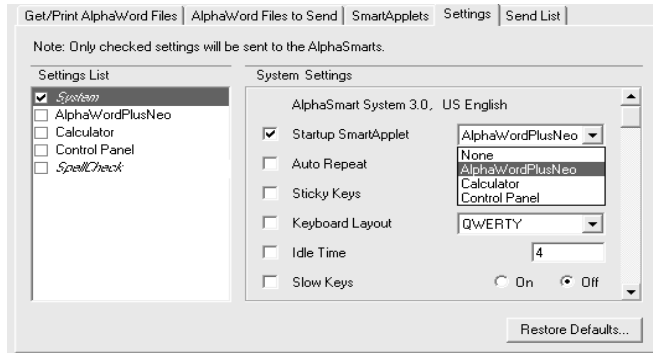 Get/Print AlphaWord Files AlphaWord Files to Send SmartApplets Settings Send List
Note: Only checked settings will be sent to the AlphaSmarts.
Settings List
System
AlphaWordPlusNeo
Calculator
Control Panel
SpellCheck
System Settings
AlphaSmart System 3.0, US English
Startup SmartApplet AlphaWordPlusNeo
None
AlphaWordPlusNeo
Calculator
Control Panel
Auto Repeat
Sticky Keys
Keyboard Layout QWERTY
Idle Time 4
Slow Keys On Off
Restore Defaults...